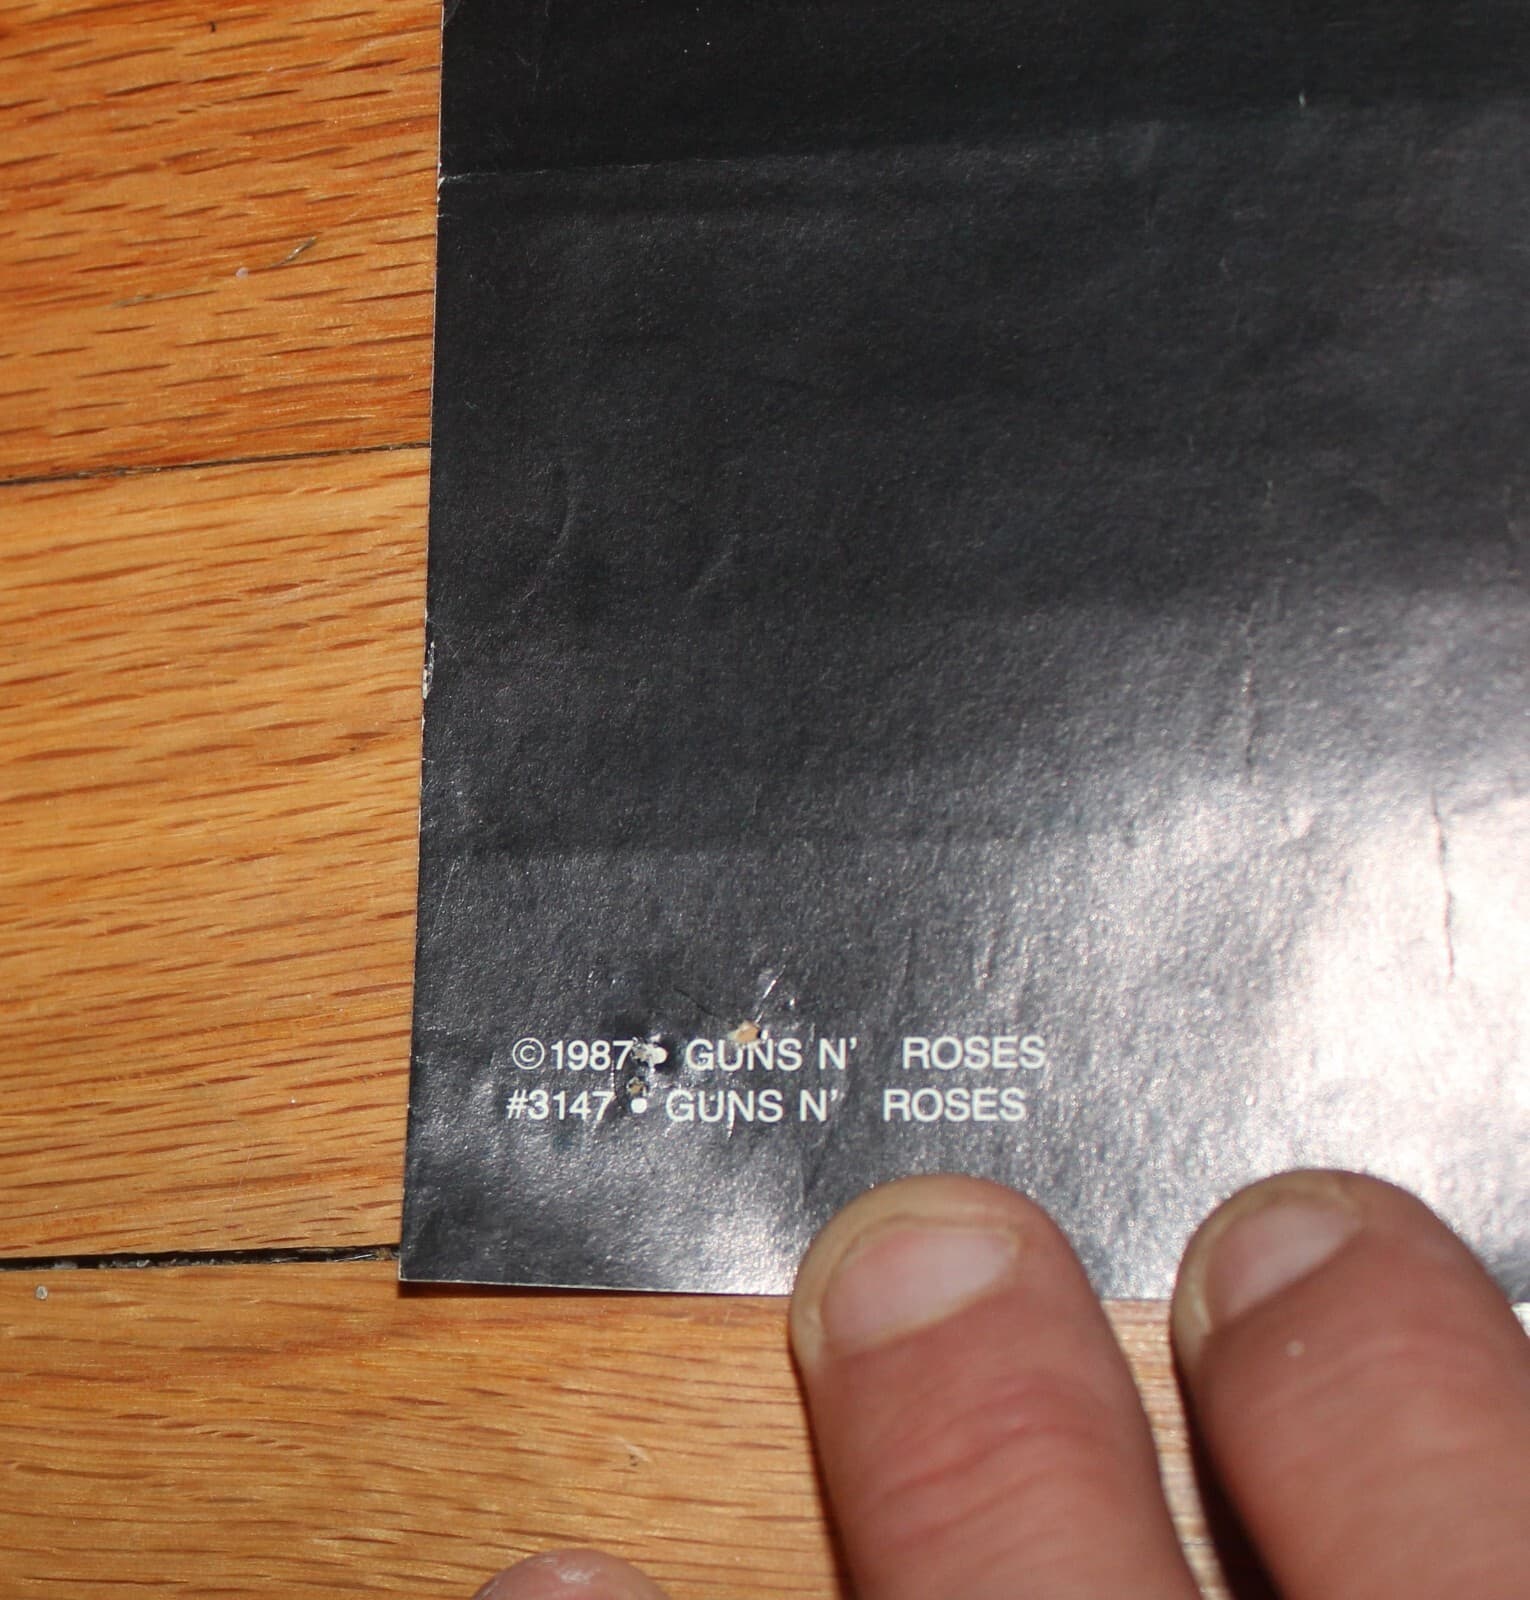 ©1987 • GUNS N' ROSES
#3147 • GUNS N' ROSES